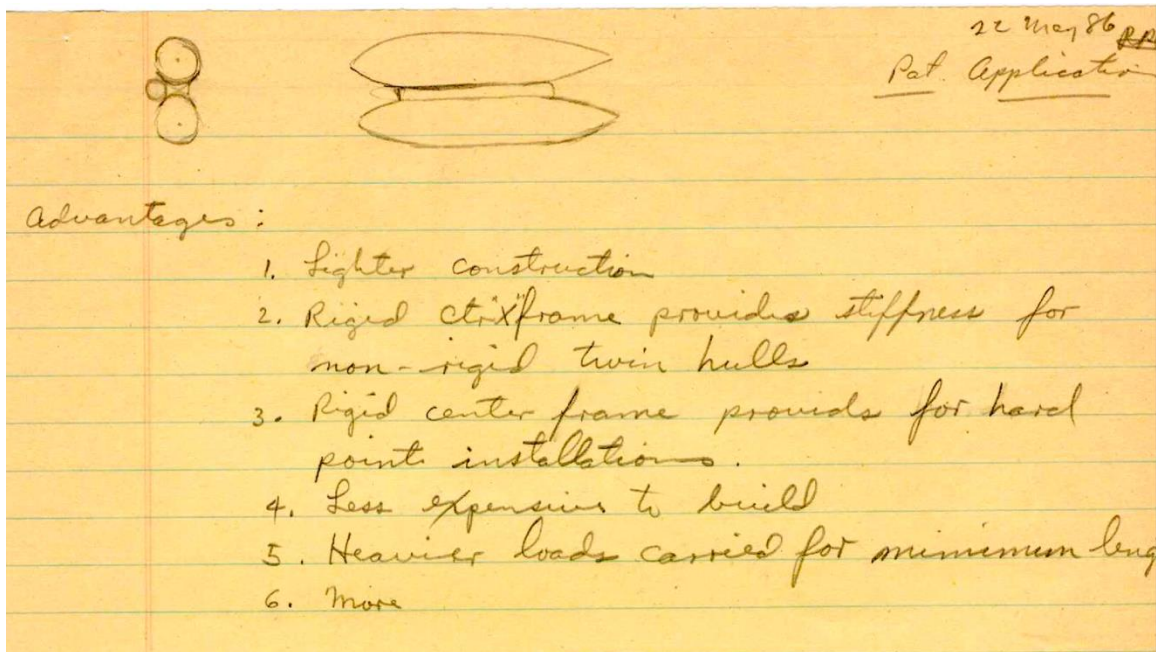 22 May 86
Pat. Application
Advantages:
1. Lighter construction
2. Rigid ctr "X" frame provides stiffness for
non-rigid twin hulls
3. Rigid center frame provids for hard
point installations.
4. Less expensive to build
5. Heavier loads carried for minimum leng
6. More